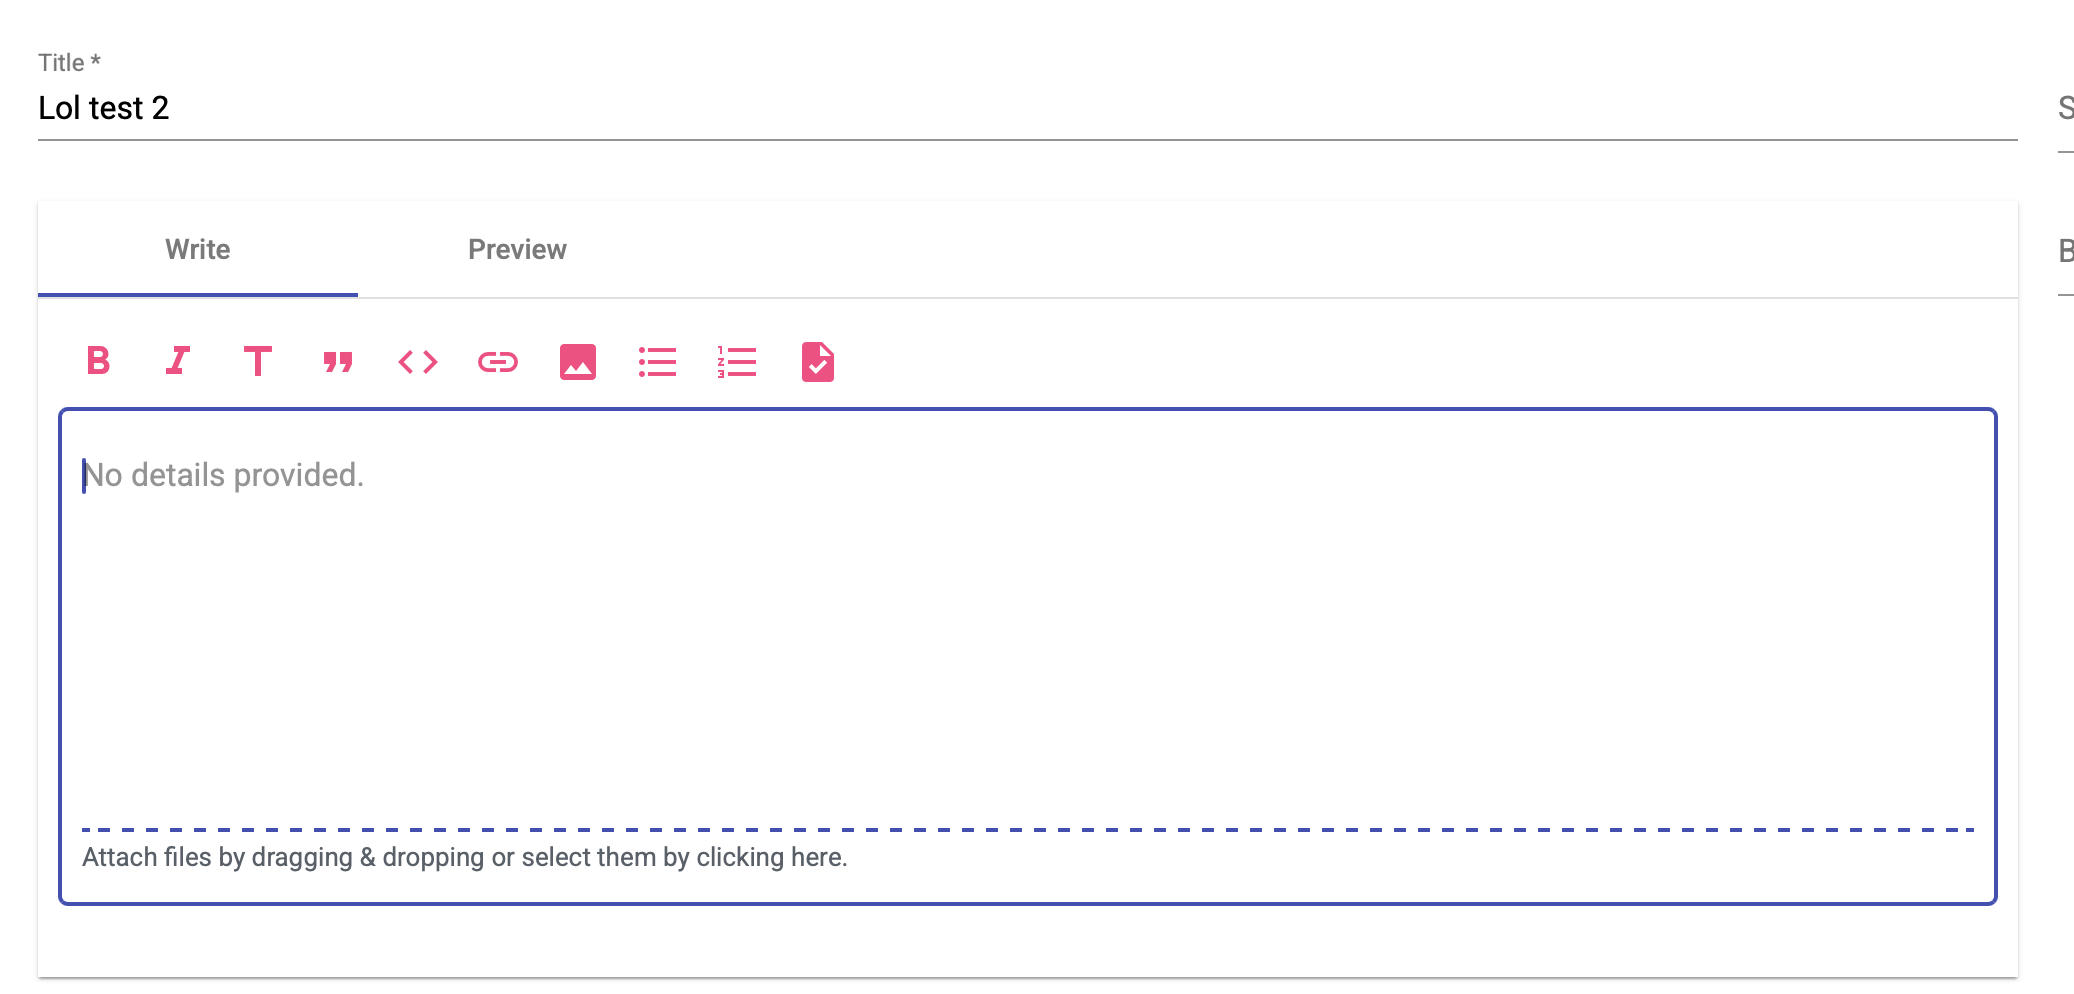 Title *
Lol test 2
S
B
Write Preview
No details provided.
Attach files by dragging & dropping or select them by clicking here.